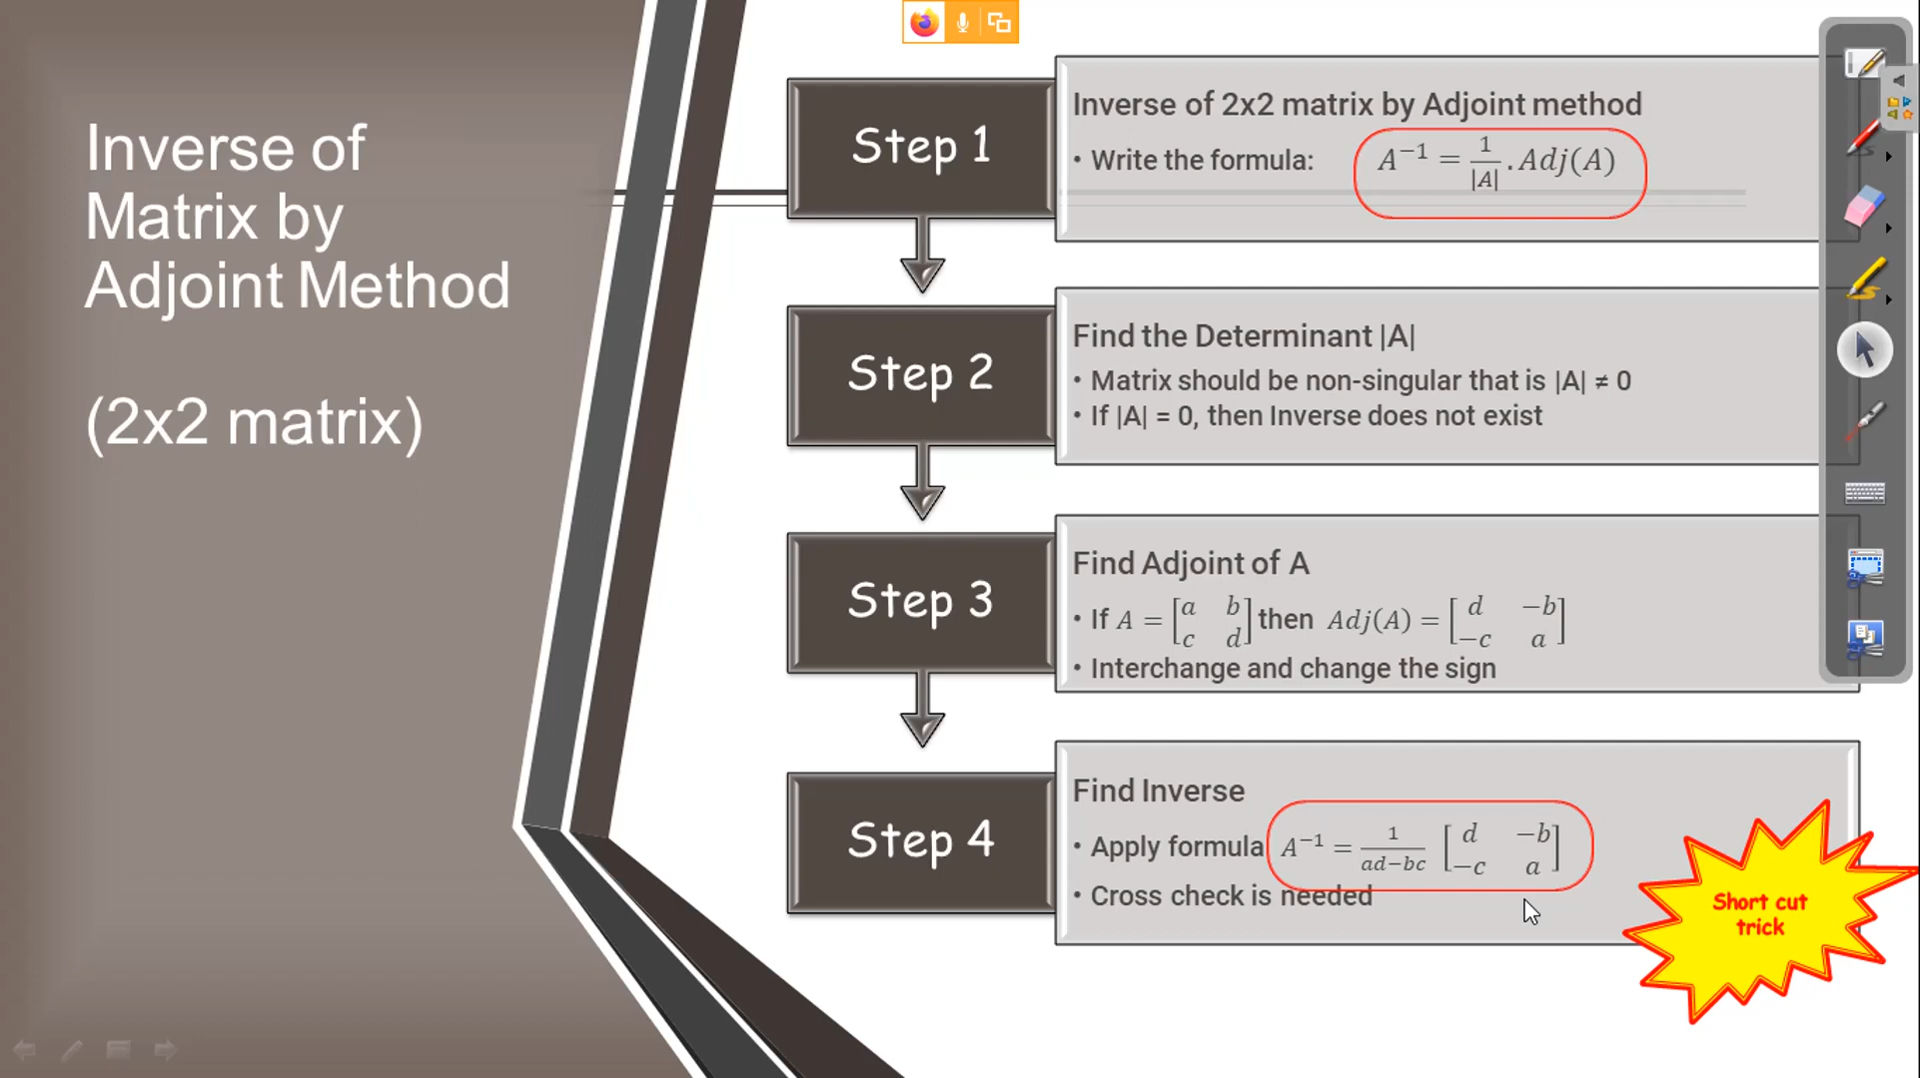 Inverse of
Matrix by
Adjoint Method
(2x2 matrix)
Step 1
Inverse of 2x2 matrix by Adjoint method
• Write the formula: A⁻¹ = 1/|A| . Adj(A)
Step 2
Find the Determinant |A|
• Matrix should be non-singular that is |A| ≠ 0
• If |A| = 0, then Inverse does not exist
Step 3
Find Adjoint of A
• If A = [a b; c d] then Adj(A) = [d −b; −c a]
• Interchange and change the sign
Step 4
Find Inverse
• Apply formula A⁻¹ = 1/(ad−bc) [d −b; −c a]
• Cross check is needed
Short cut
trick